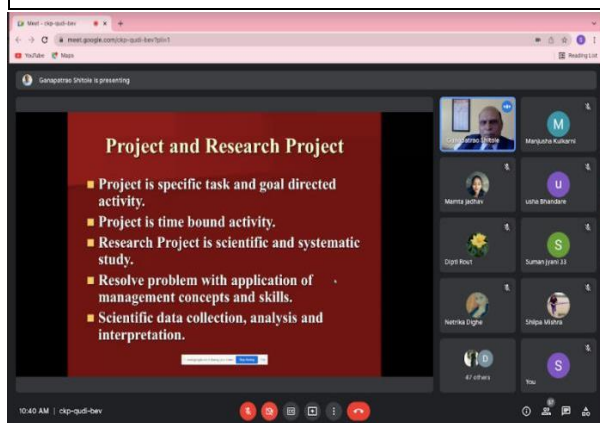 Meet - ckp-qudi-bev
meet.google.com/ckp-qudi-bev?pli=1
YouTube
Maps
Reading List
Ganapatrao Shitole is presenting
Project and Research Project
Project is specific task and goal directed
activity.
Project is time bound activity.
Research Project is scientific and systematic
study.
Resolve problem with application of
management concepts and skills.
Scientific data collection, analysis and
interpretation.
Ganapatrao Shitole
M
Manjusha Kulkarni
Mamta jadhav
u
usha Bhandare
Dipti Rout
S
Suman jyani 33
Netrika Dighe
Shilpa Mishra
D
47 others
S
You
10:40 AM | ckp-qudi-bev
57